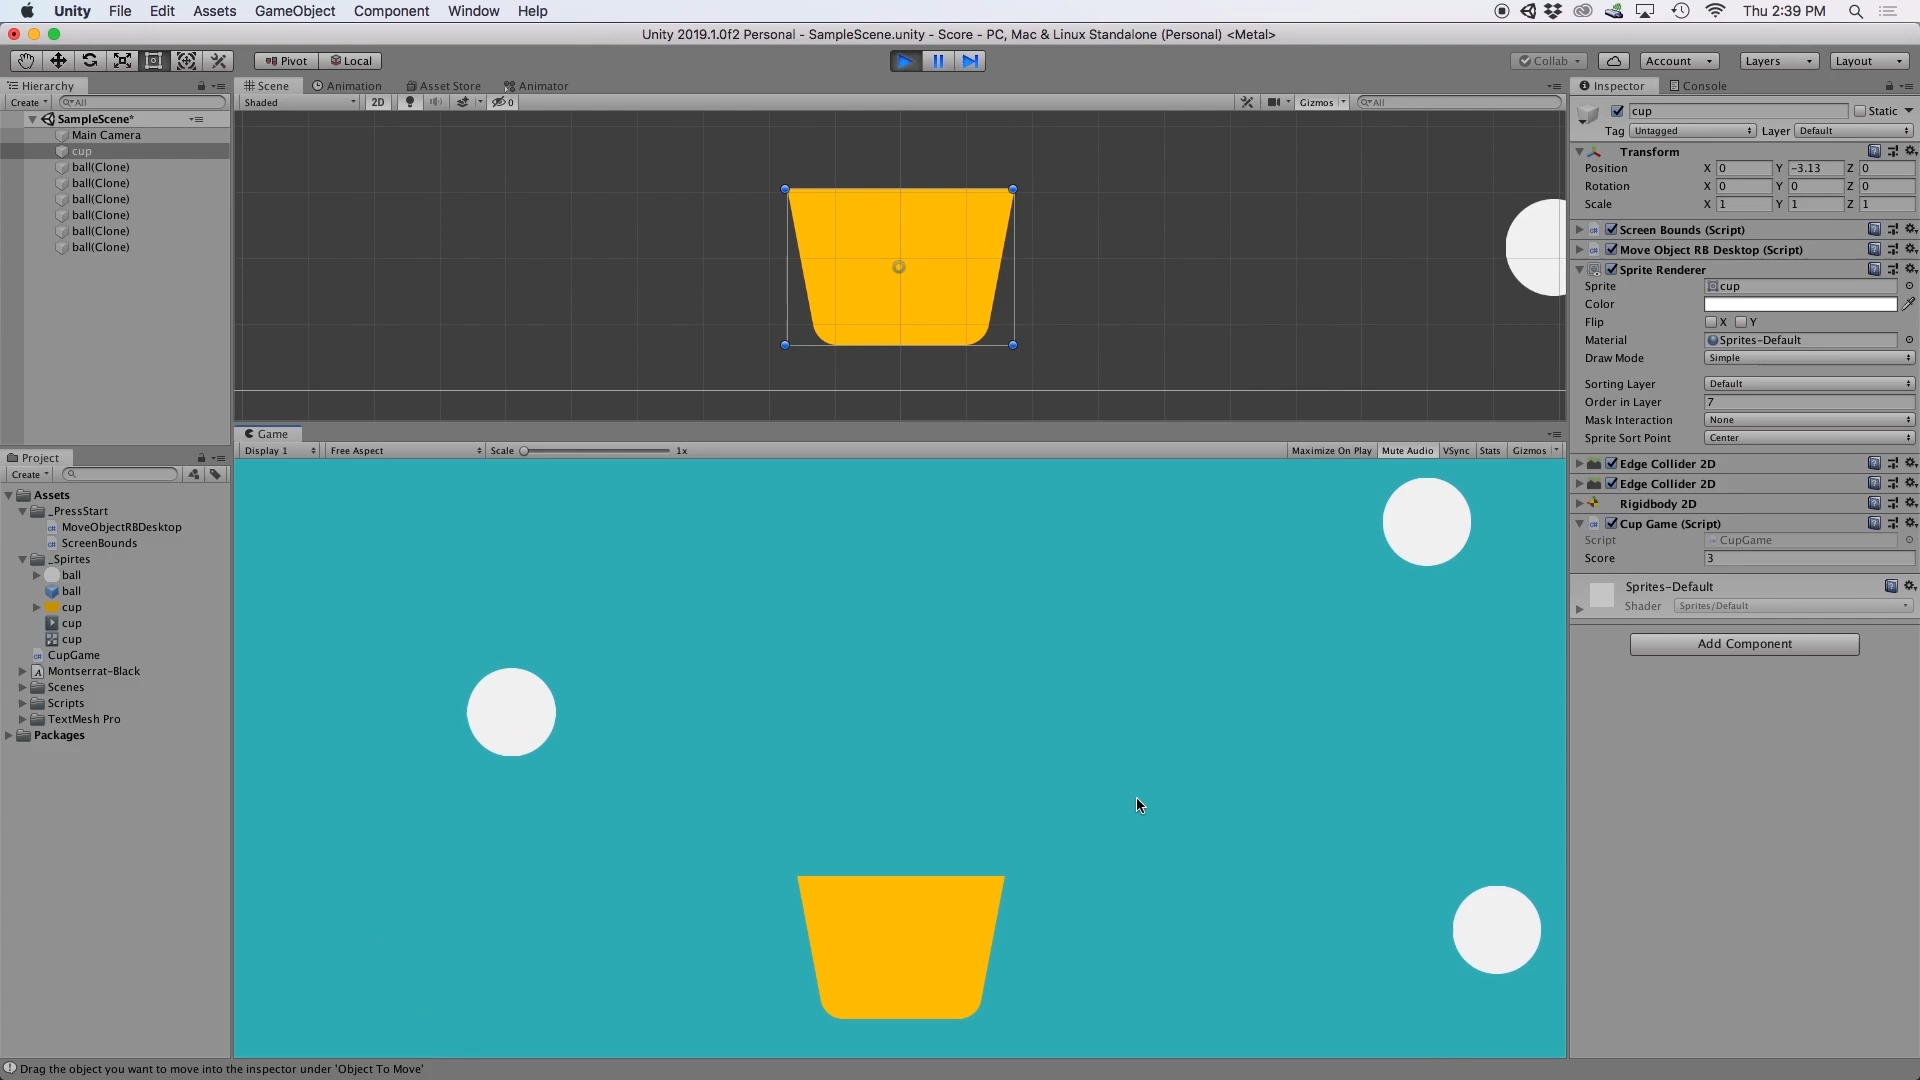 Unity File Edit Assets GameObject Component Window Help Thu 2:39 PM
Unity 2019.1.0f2 Personal - SampleScene.unity - Score - PC, Mac & Linux Standalone (Personal) <Metal>
Pivot Local Collab Account Layers Layout
Hierarchy
Create All
SampleScene*
Main Camera
cup
ball(Clone)
ball(Clone)
ball(Clone)
ball(Clone)
ball(Clone)
ball(Clone)
Scene Animation Asset Store Animator
Shaded 2D 0 Gizmos All
Game
Display 1 Free Aspect Scale 1x Maximize On Play Mute Audio VSync Stats Gizmos
Project
Create
Assets
_PressStart
MoveObjectRBDesktop
ScreenBounds
_Spirtes
ball
ball
cup
cup
cup
CupGame
Montserrat-Black
Scenes
Scripts
TextMesh Pro
Packages
Inspector Console
cup Static
Tag Untagged Layer Default
Transform
Position X 0 Y -3.13 Z 0
Rotation X 0 Y 0 Z 0
Scale X 1 Y 1 Z 1
Screen Bounds (Script)
Move Object RB Desktop (Script)
Sprite Renderer
Sprite cup
Color
Flip X Y
Material Sprites-Default
Draw Mode Simple
Sorting Layer Default
Order in Layer 7
Mask Interaction None
Sprite Sort Point Center
Edge Collider 2D
Edge Collider 2D
Rigidbody 2D
Cup Game (Script)
Script CupGame
Score 3
Sprites-Default
Shader Sprites/Default
Add Component
Drag the object you want to move into the inspector under 'Object To Move'